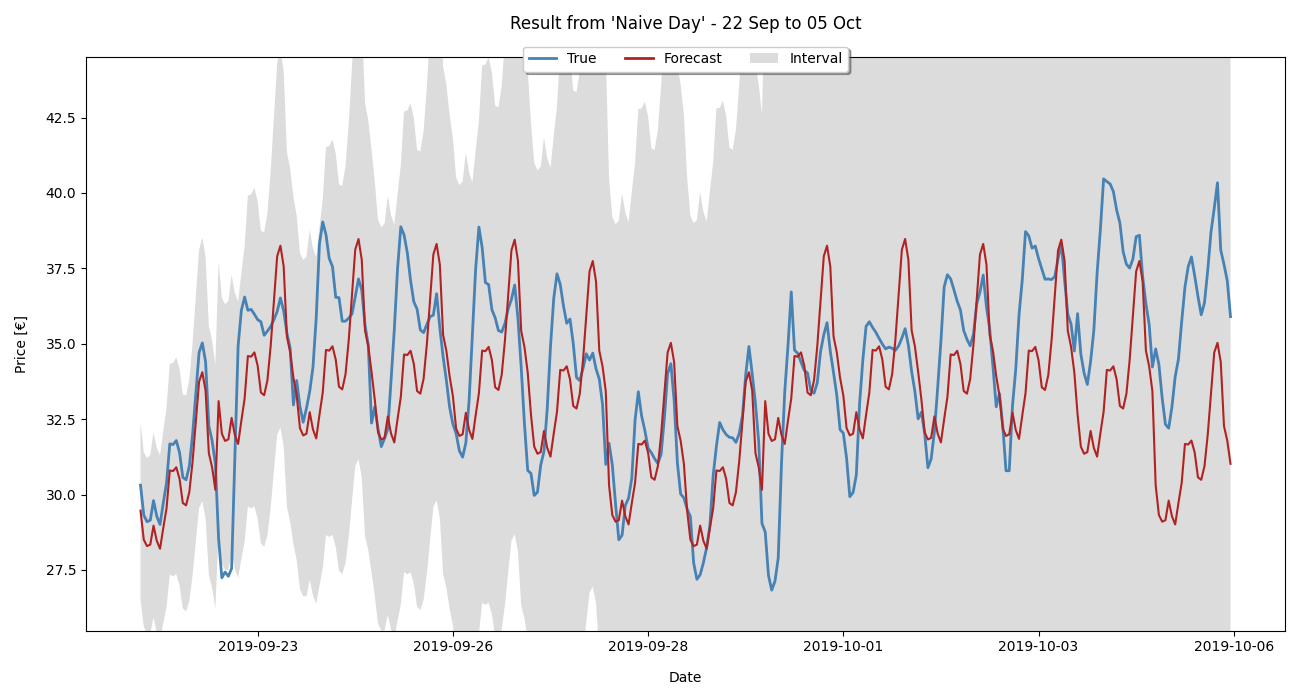 Result from 'Naive Day' - 22 Sep to 05 Oct
True Forecast Interval
42.5
40.0
37.5
35.0
32.5
30.0
27.5
Price [€]
2019-09-23 2019-09-26 2019-09-28 2019-10-01 2019-10-03 2019-10-06
Date